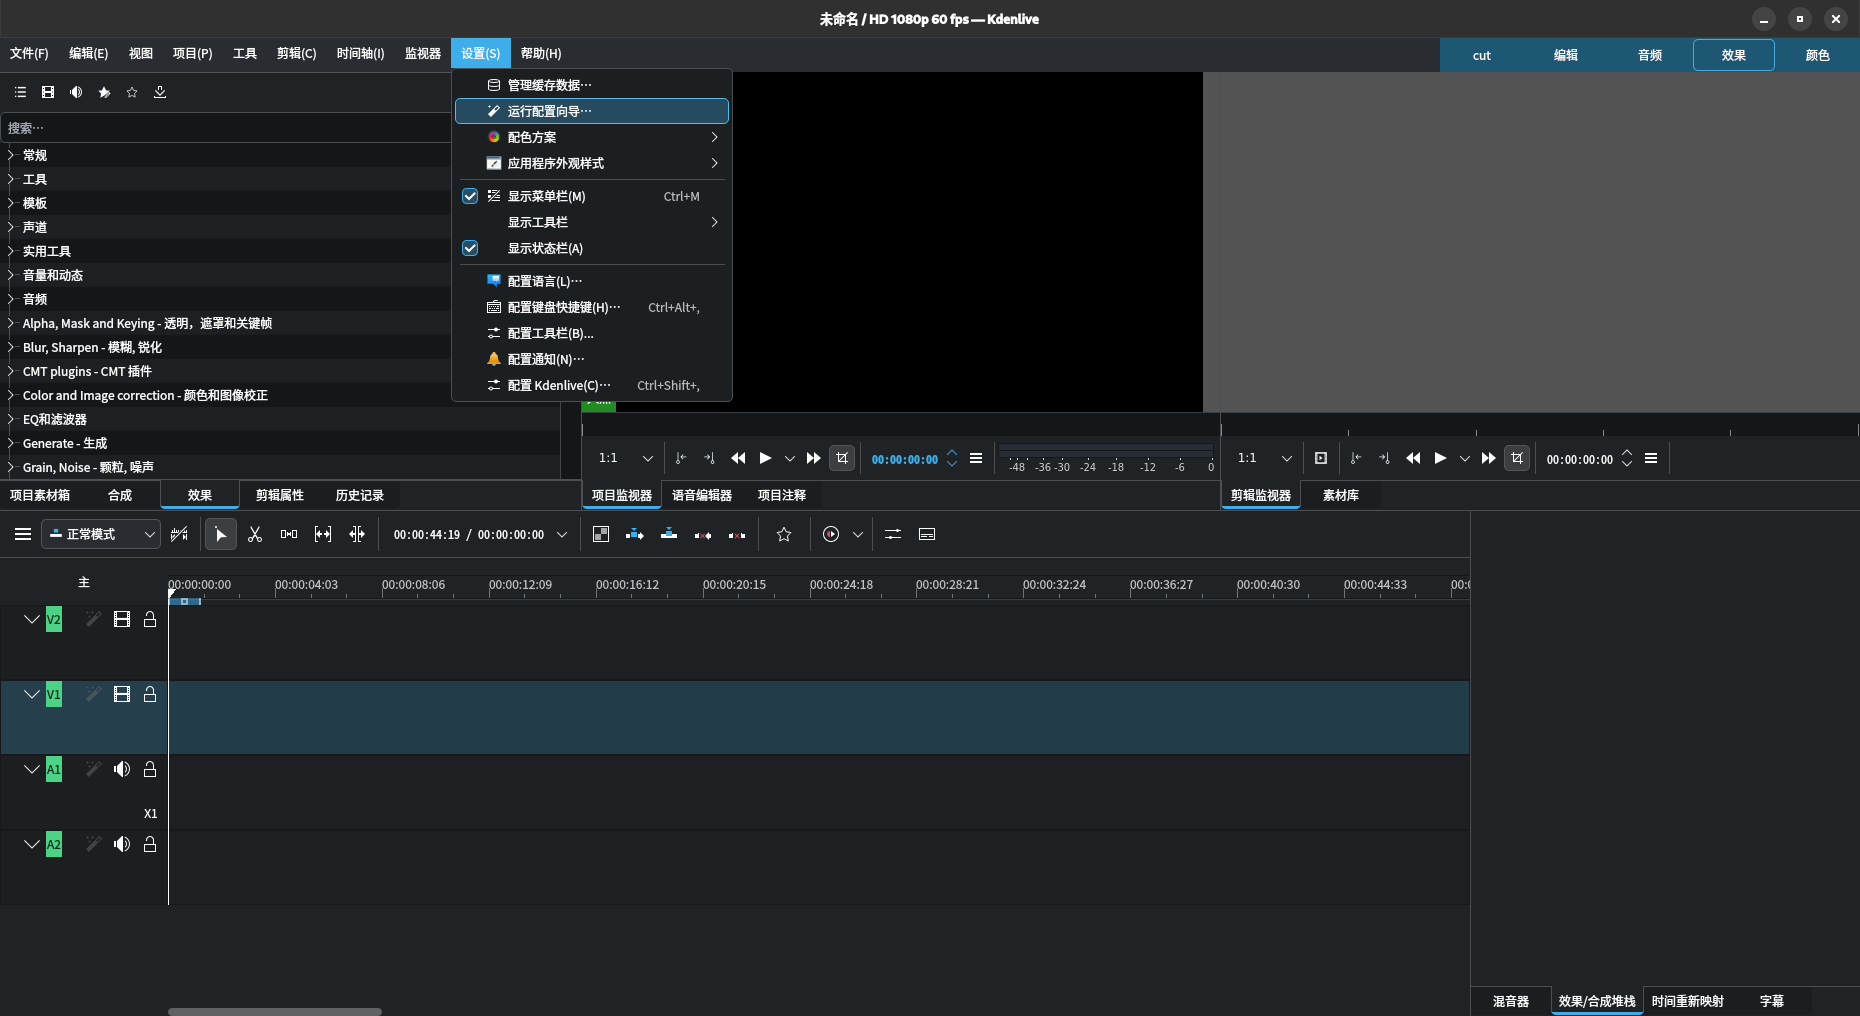 未命名 / HD 1080p 60 fps — Kdenlive
文件(F) 编辑(E) 视图 项目(P) 工具 剪辑(C) 时间轴(I) 监视器 设置(S) 帮助(H)
cut 编辑 音频 效果 颜色
搜索…
常规
工具
模板
声道
实用工具
音量和动态
音频
Alpha, Mask and Keying - 透明，遮罩和关键帧
Blur, Sharpen - 模糊, 锐化
CMT plugins - CMT 插件
Color and Image correction - 颜色和图像校正
EQ和滤波器
Generate - 生成
Grain, Noise - 颗粒, 噪声
管理缓存数据…
运行配置向导…
配色方案
应用程序外观样式
显示菜单栏(M) Ctrl+M
显示工具栏
显示状态栏(A)
配置语言(L)…
配置键盘快捷键(H)… Ctrl+Alt+,
配置工具栏(B)...
配置通知(N)…
配置 Kdenlive(C)… Ctrl+Shift+,
1:1 00:00:00:00 -48 -36 -30 -24 -18 -12 -6 0
1:1 00:00:00:00
项目素材箱 合成 效果 剪辑属性 历史记录
项目监视器 语音编辑器 项目注释
剪辑监视器 素材库
正常模式 00:00:44:19 / 00:00:00:00
主
00:00:00:00 00:00:04:03 00:00:08:06 00:00:12:09 00:00:16:12 00:00:20:15 00:00:24:18 00:00:28:21 00:00:32:24 00:00:36:27 00:00:40:30 00:00:44:33
V2
V1
A1
X1
A2
混音器 效果/合成堆栈 时间重新映射 字幕